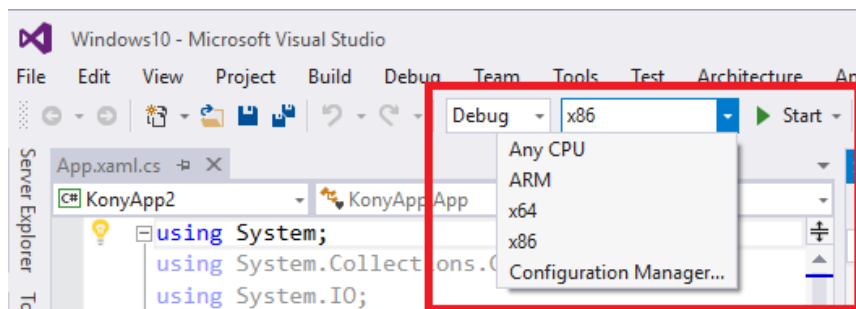 Windows10 - Microsoft Visual Studio
File Edit View Project Build Debug Team Tools Test Architecture
Debug x86 Start
Server Explorer
App.xaml.cs
Any CPU
ARM
C# KonyApp2 KonyApp.App
x64
x86
Configuration Manager...
using System;
using System.Collections.
using System.IO;